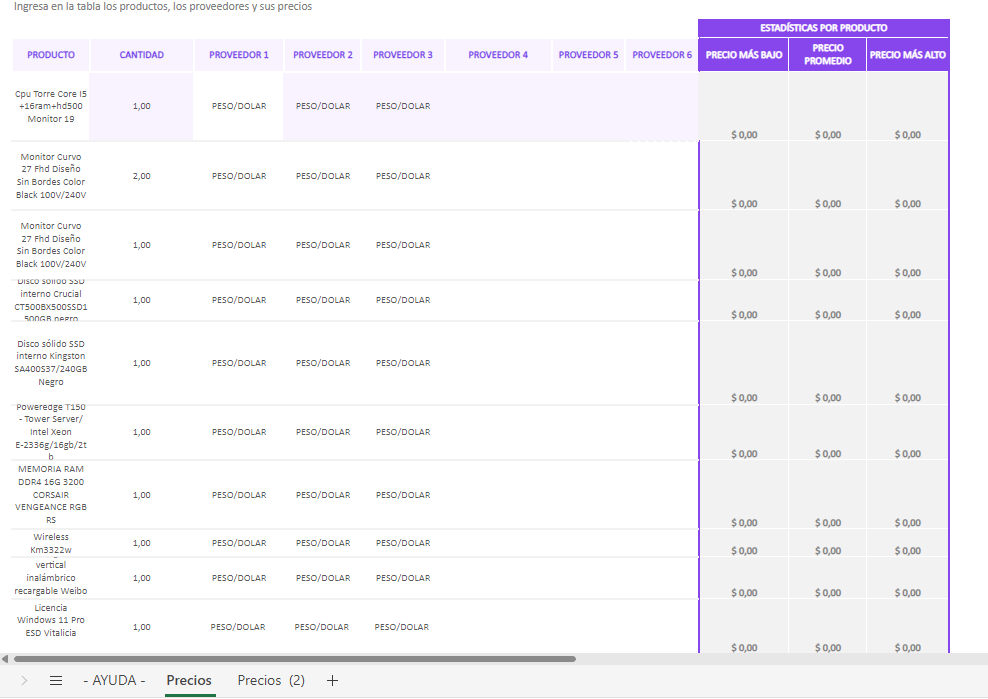 Ingresa en la tabla los productos, los proveedores y sus precios
ESTADÍSTICAS POR PRODUCTO
PRODUCTO CANTIDAD PROVEEDOR 1 PROVEEDOR 2 PROVEEDOR 3 PROVEEDOR 4 PROVEEDOR 5 PROVEEDOR 6 PRECIO MÁS BAJO PRECIO PROMEDIO PRECIO MÁS ALTO
Cpu Torre Core I5
+16ram+hd500
Monitor 19
1,00 PESO/DOLAR PESO/DOLAR PESO/DOLAR
$ 0,00 $ 0,00 $ 0,00
Monitor Curvo
27 Fhd Diseño
Sin Bordes Color
Black 100V/240V
2,00 PESO/DOLAR PESO/DOLAR PESO/DOLAR
$ 0,00 $ 0,00 $ 0,00
Monitor Curvo
27 Fhd Diseño
Sin Bordes Color
Black 100V/240V
1,00 PESO/DOLAR PESO/DOLAR PESO/DOLAR
$ 0,00 $ 0,00 $ 0,00
Disco sólido SSD
interno Crucial
CT500BX500SSD1
500GB negro
1,00 PESO/DOLAR PESO/DOLAR PESO/DOLAR
$ 0,00 $ 0,00 $ 0,00
Disco sólido SSD
interno Kingston
SA400S37/240GB
Negro
1,00 PESO/DOLAR PESO/DOLAR PESO/DOLAR
$ 0,00 $ 0,00 $ 0,00
Poweredge T150
- Tower Server/
Intel Xeon
E-2336g/16gb/2t
b
1,00 PESO/DOLAR PESO/DOLAR PESO/DOLAR
$ 0,00 $ 0,00 $ 0,00
MEMORIA RAM
DDR4 16G 3200
CORSAIR
VENGEANCE RGB
RS
1,00 PESO/DOLAR PESO/DOLAR PESO/DOLAR
$ 0,00 $ 0,00 $ 0,00
Wireless
Km3322w
1,00 PESO/DOLAR PESO/DOLAR PESO/DOLAR
$ 0,00 $ 0,00 $ 0,00
vertical
inalámbrico
recargable Weibo
1,00 PESO/DOLAR PESO/DOLAR PESO/DOLAR
$ 0,00 $ 0,00 $ 0,00
Licencia
Windows 11 Pro
ESD Vitalicia
1,00 PESO/DOLAR PESO/DOLAR PESO/DOLAR
$ 0,00 $ 0,00 $ 0,00
- AYUDA - Precios Precios (2)